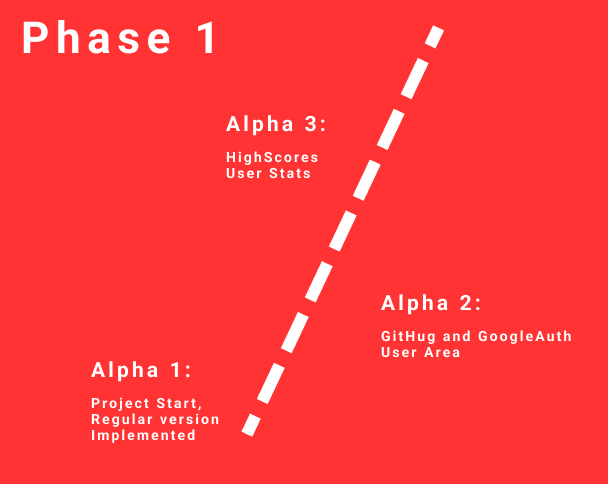 Phase 1
Alpha 3:
HighScores
User Stats
Alpha 2:
GitHug and GoogleAuth
User Area
Alpha 1:
Project Start,
Regular version
Implemented